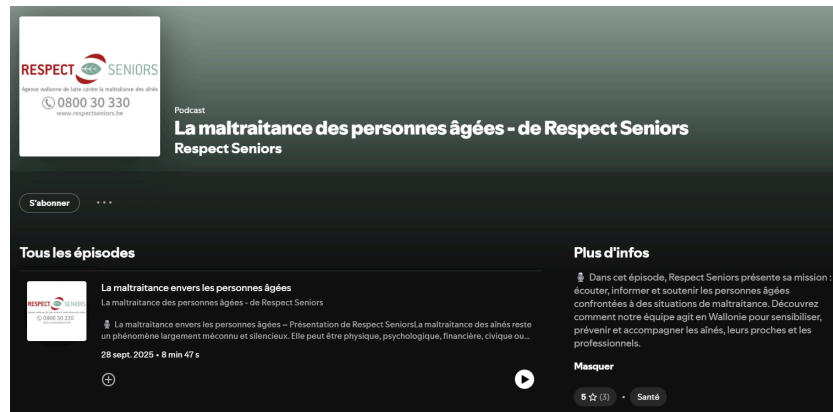 RESPECT SENIORS
Agence wallonne de lutte contre la maltraitance des aînés
0800 30 330
www.respectseniors.be
Podcast
La maltraitance des personnes âgées - de Respect Seniors
Respect Seniors
S'abonner
Tous les épisodes
RESPECT SENIORS
0800 30 330
La maltraitance envers les personnes âgées
La maltraitance des personnes âgées - de Respect Seniors
La maltraitance envers les personnes âgées – Présentation de Respect SeniorsLa maltraitance des aînés reste
un phénomène largement méconnu et silencieux. Elle peut être physique, psychologique, financière, civique ou...
28 sept. 2025 • 8 min 47 s
Plus d'infos
Dans cet épisode, Respect Seniors présente sa mission :
écouter, informer et soutenir les personnes âgées
confrontées à des situations de maltraitance. Découvrez
comment notre équipe agit en Wallonie pour sensibiliser,
prévenir et accompagner les aînés, leurs proches et les
professionnels.
Masquer
5 ☆ (3) • Santé